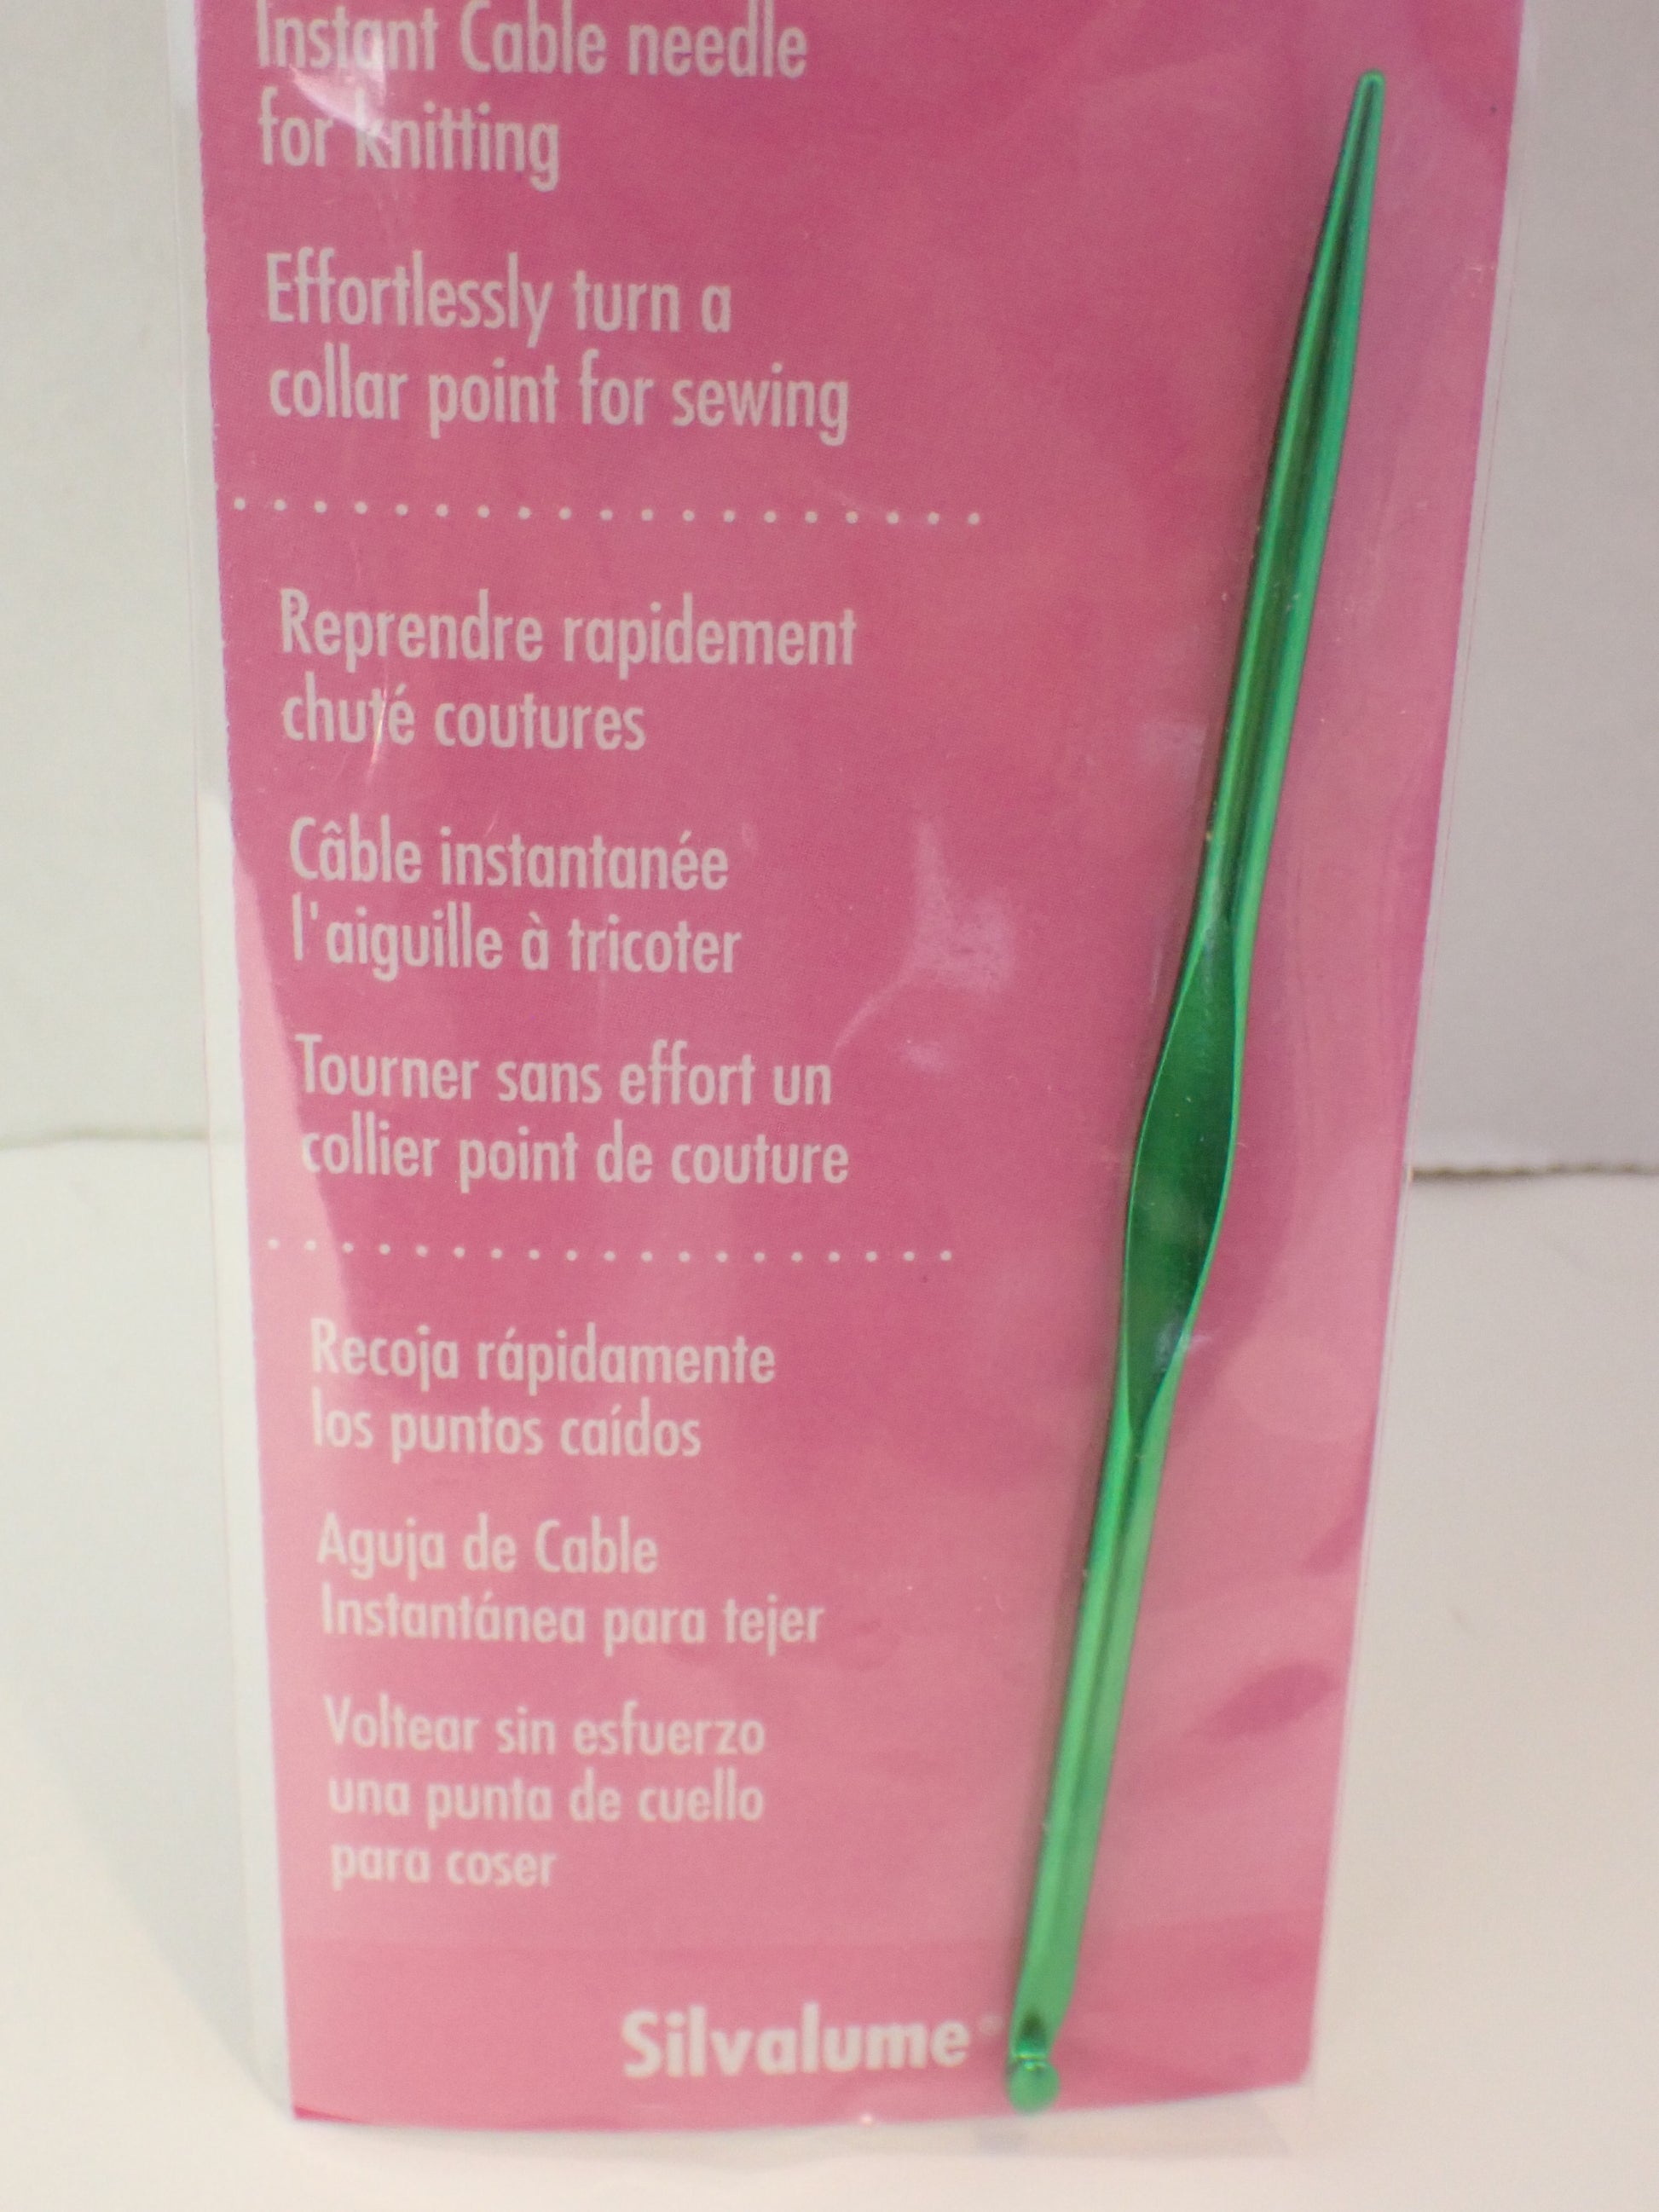 Instant Cable needle
for knitting
Effortlessly turn a
collar point for sewing
Reprendre rapidement
chuté coutures
Câble instantanée
l'aiguille à tricoter
Tourner sans effort un
collier point de couture
Recoja rápidamente
los puntos caídos
Aguja de Cable
Instantánea para tejer
Voltear sin esfuerzo
una punta de cuello
para coser
Silvalume